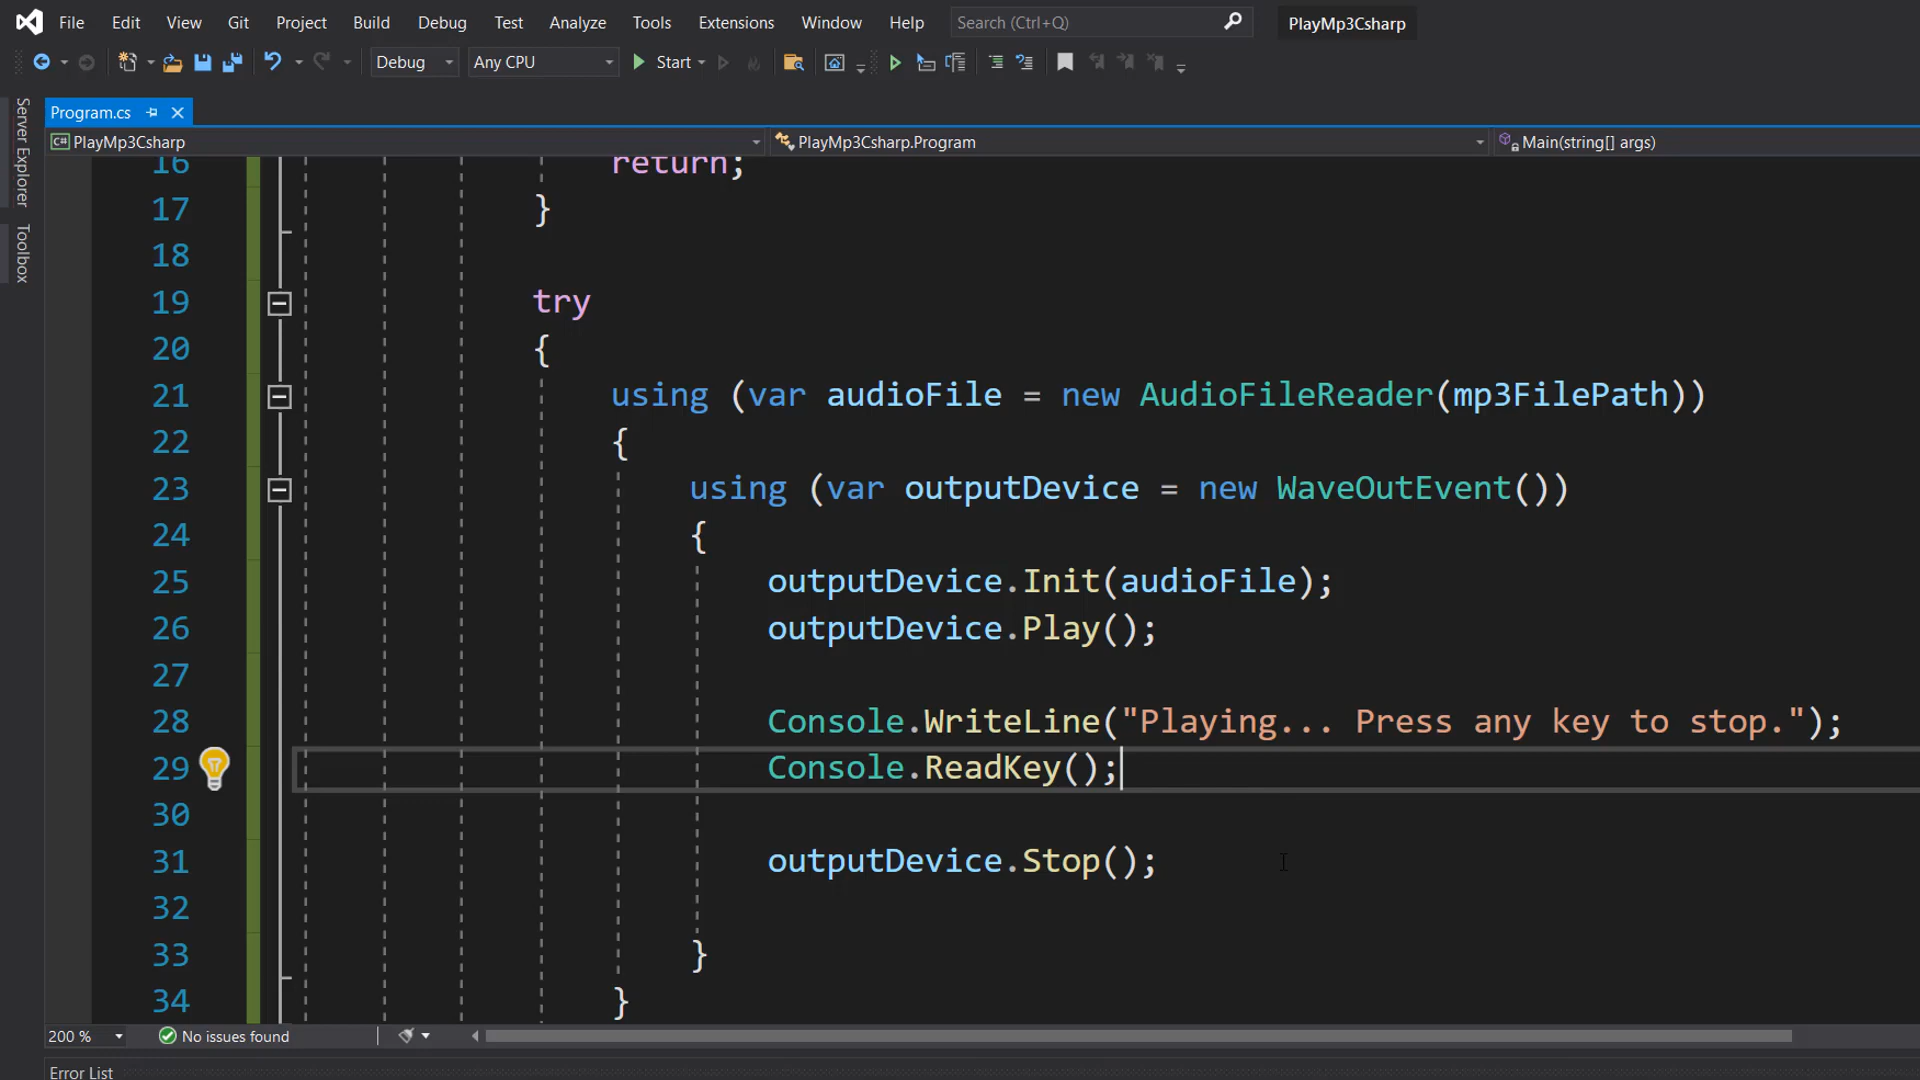 File Edit View Git Project Build Debug Test Analyze Tools Extensions Window Help Search (Ctrl+Q) PlayMp3Csharp
Debug Any CPU Start
Server Explorer
Toolbox
Program.cs
C# PlayMp3Csharp PlayMp3Csharp.Program Main(string[] args)
16 return;
17 }
18
19 try
20 {
21 using (var audioFile = new AudioFileReader(mp3FilePath))
22 {
23 using (var outputDevice = new WaveOutEvent())
24 {
25 outputDevice.Init(audioFile);
26 outputDevice.Play();
27
28 Console.WriteLine("Playing... Press any key to stop.");
29 Console.ReadKey();
30
31 outputDevice.Stop();
32
33 }
34 }
200 % No issues found
Error List